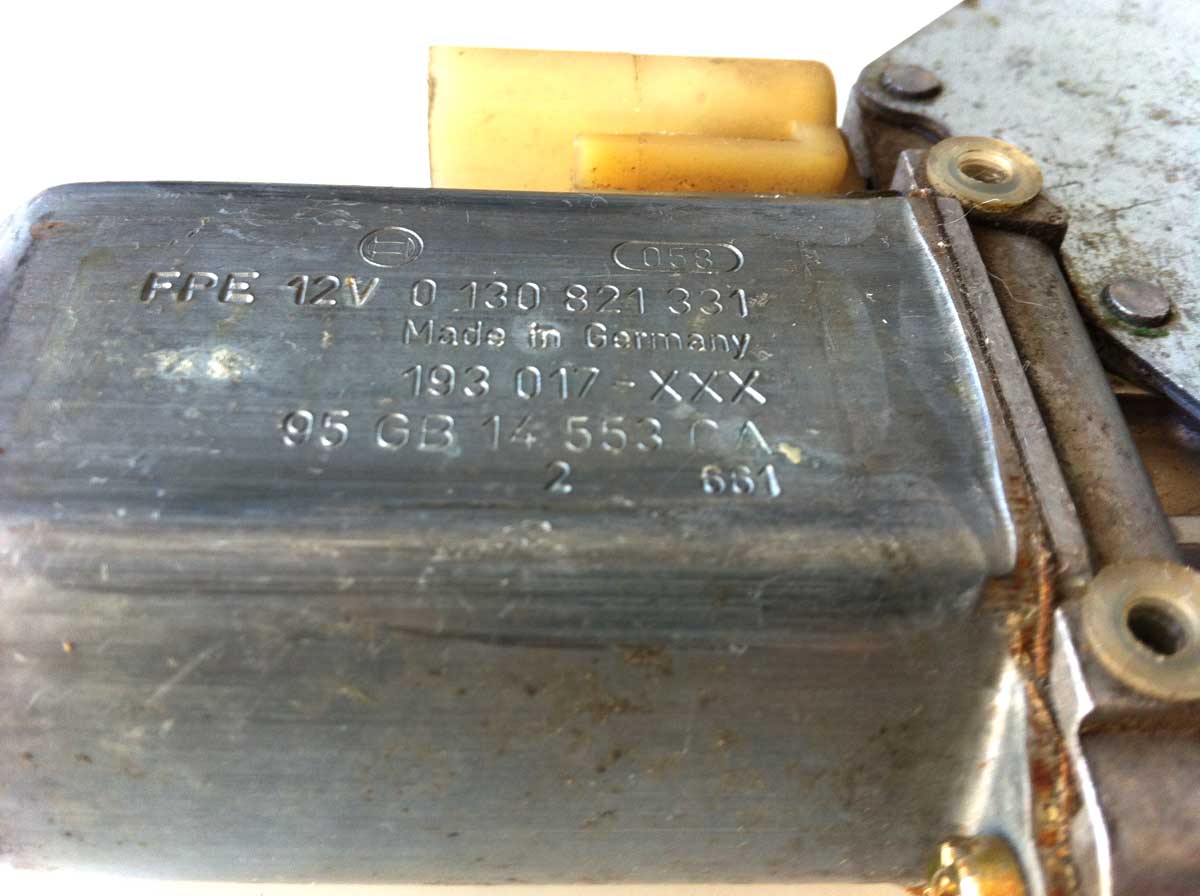 058
FPE 12V 0 130 821 331
Made in Germany
193 017-XXX
95 GB 14 553 CA
2 661